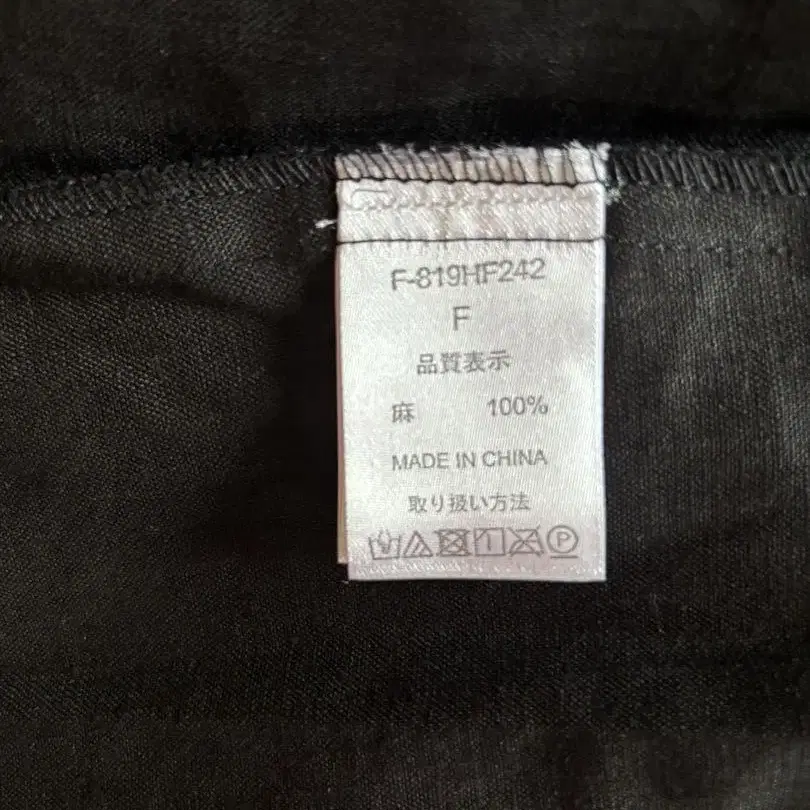 F-819HF242
F
品質表示
麻 100%
MADE IN CHINA
取り扱い方法
P